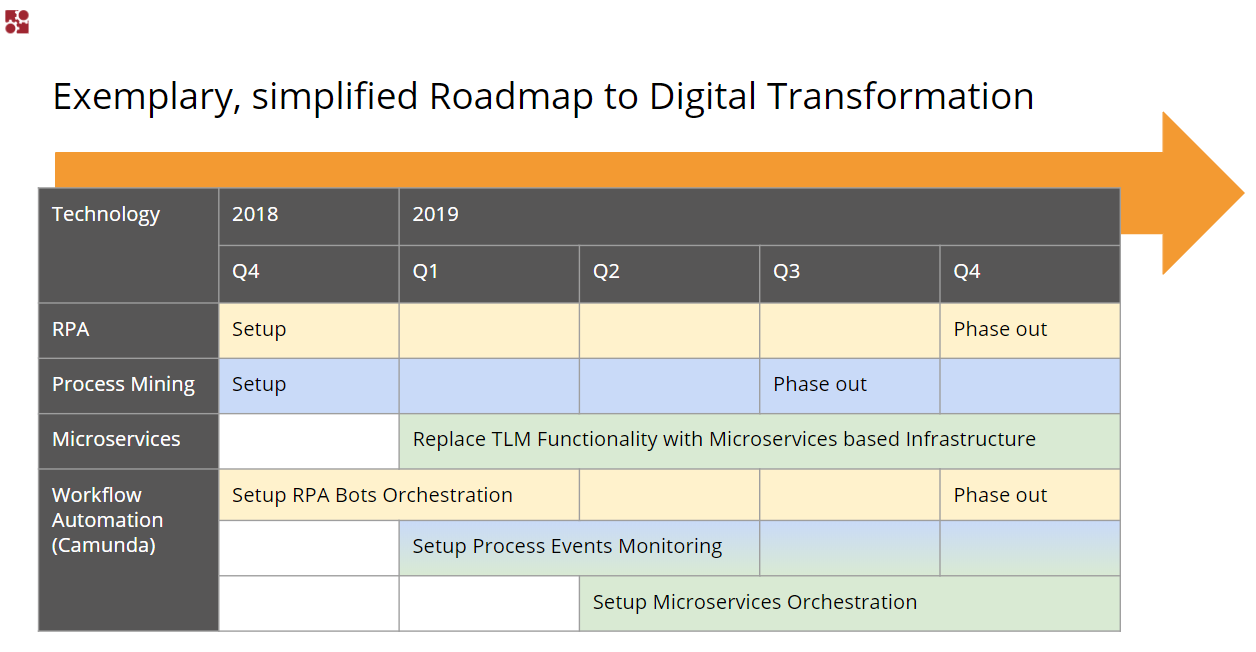 Exemplary, simplified Roadmap to Digital Transformation
Technology
2018
2019
Q4
Q1
Q2
Q3
Q4
RPA
Setup
Phase out
Process Mining
Setup
Phase out
Microservices
Replace TLM Functionality with Microservices based Infrastructure
Workflow
Automation
(Camunda)
Setup RPA Bots Orchestration
Phase out
Setup Process Events Monitoring
Setup Microservices Orchestration